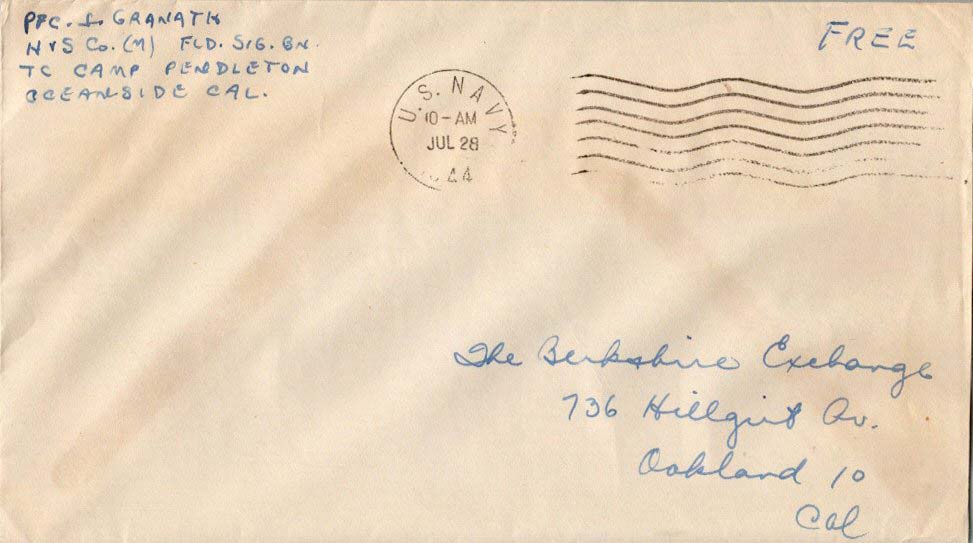 PFC. L. GRANATH
H & S Co. (M) FLD. SIG. BN.
TC CAMP PENDLETON
OCEANSIDE CAL.
FREE
U.S. NAVY
10-AM
JUL 28
44
The Berkshire Exchange
736 Hillgirt Av.
Oakland 10
Cal